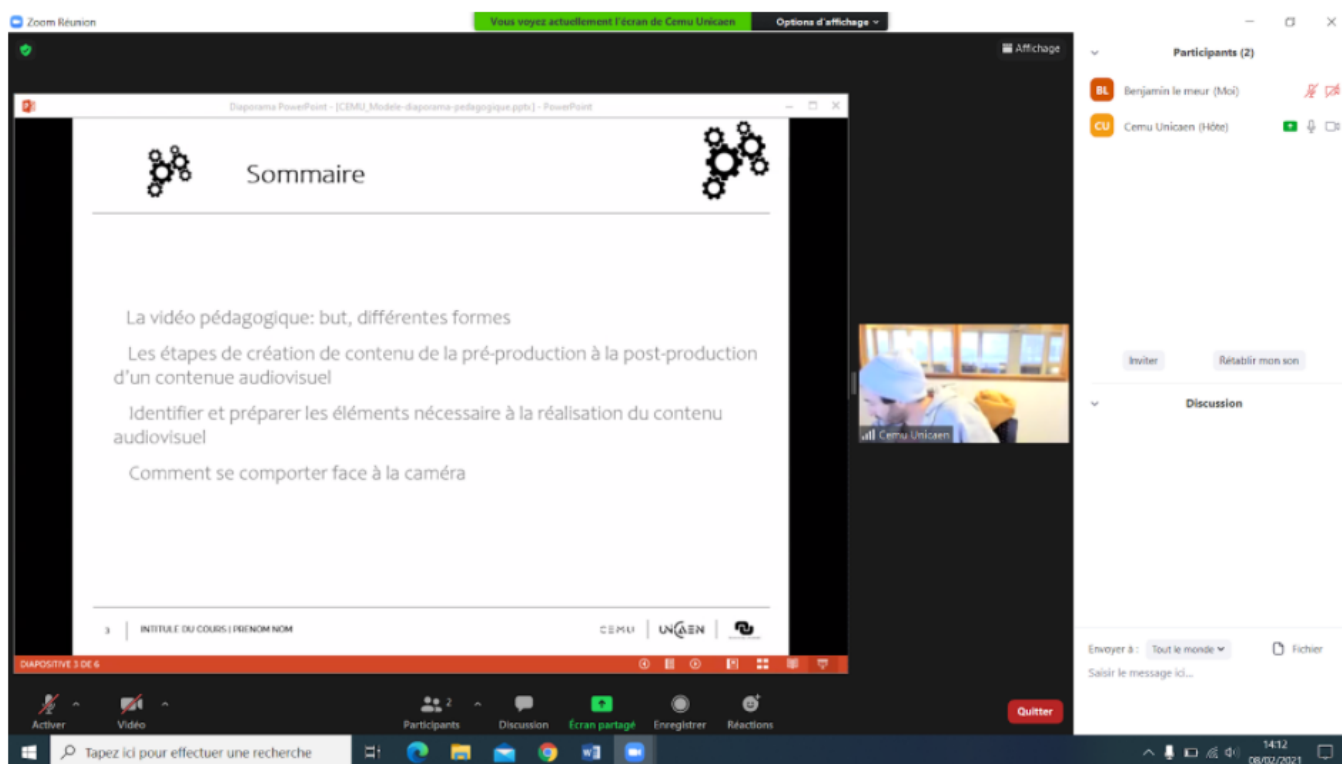 Zoom Réunion
Vous voyez actuellement l'écran de Cemu Unicaen
Options d'affichage
Affichage
Diaporama PowerPoint - [CEMU_Modele-diaporama-pedagogique.pptx] - PowerPoint
Sommaire
La vidéo pédagogique: but, différentes formes
Les étapes de création de contenu de la pré-production à la post-production
d'un contenue audiovisuel
Identifier et préparer les éléments nécessaire à la réalisation du contenu
audiovisuel
Comment se comporter face à la caméra
3
INTITULE DU COURS | PRENOM NOM
CEMU
UNICAEN
DIAPOSITIVE 3 DE 6
Cemu Unicaen
Participants (2)
BL
Benjamin le meur (Moi)
CU
Cemu Unicaen (Hôte)
Inviter
Rétablir mon son
Discussion
Envoyer à :
Tout le monde
Fichier
Saisir le message ici...
Activer
Vidéo
2
Participants
Discussion
Écran partagé
Enregistrer
Réactions
Quitter
Tapez ici pour effectuer une recherche
14:12
08/02/2021